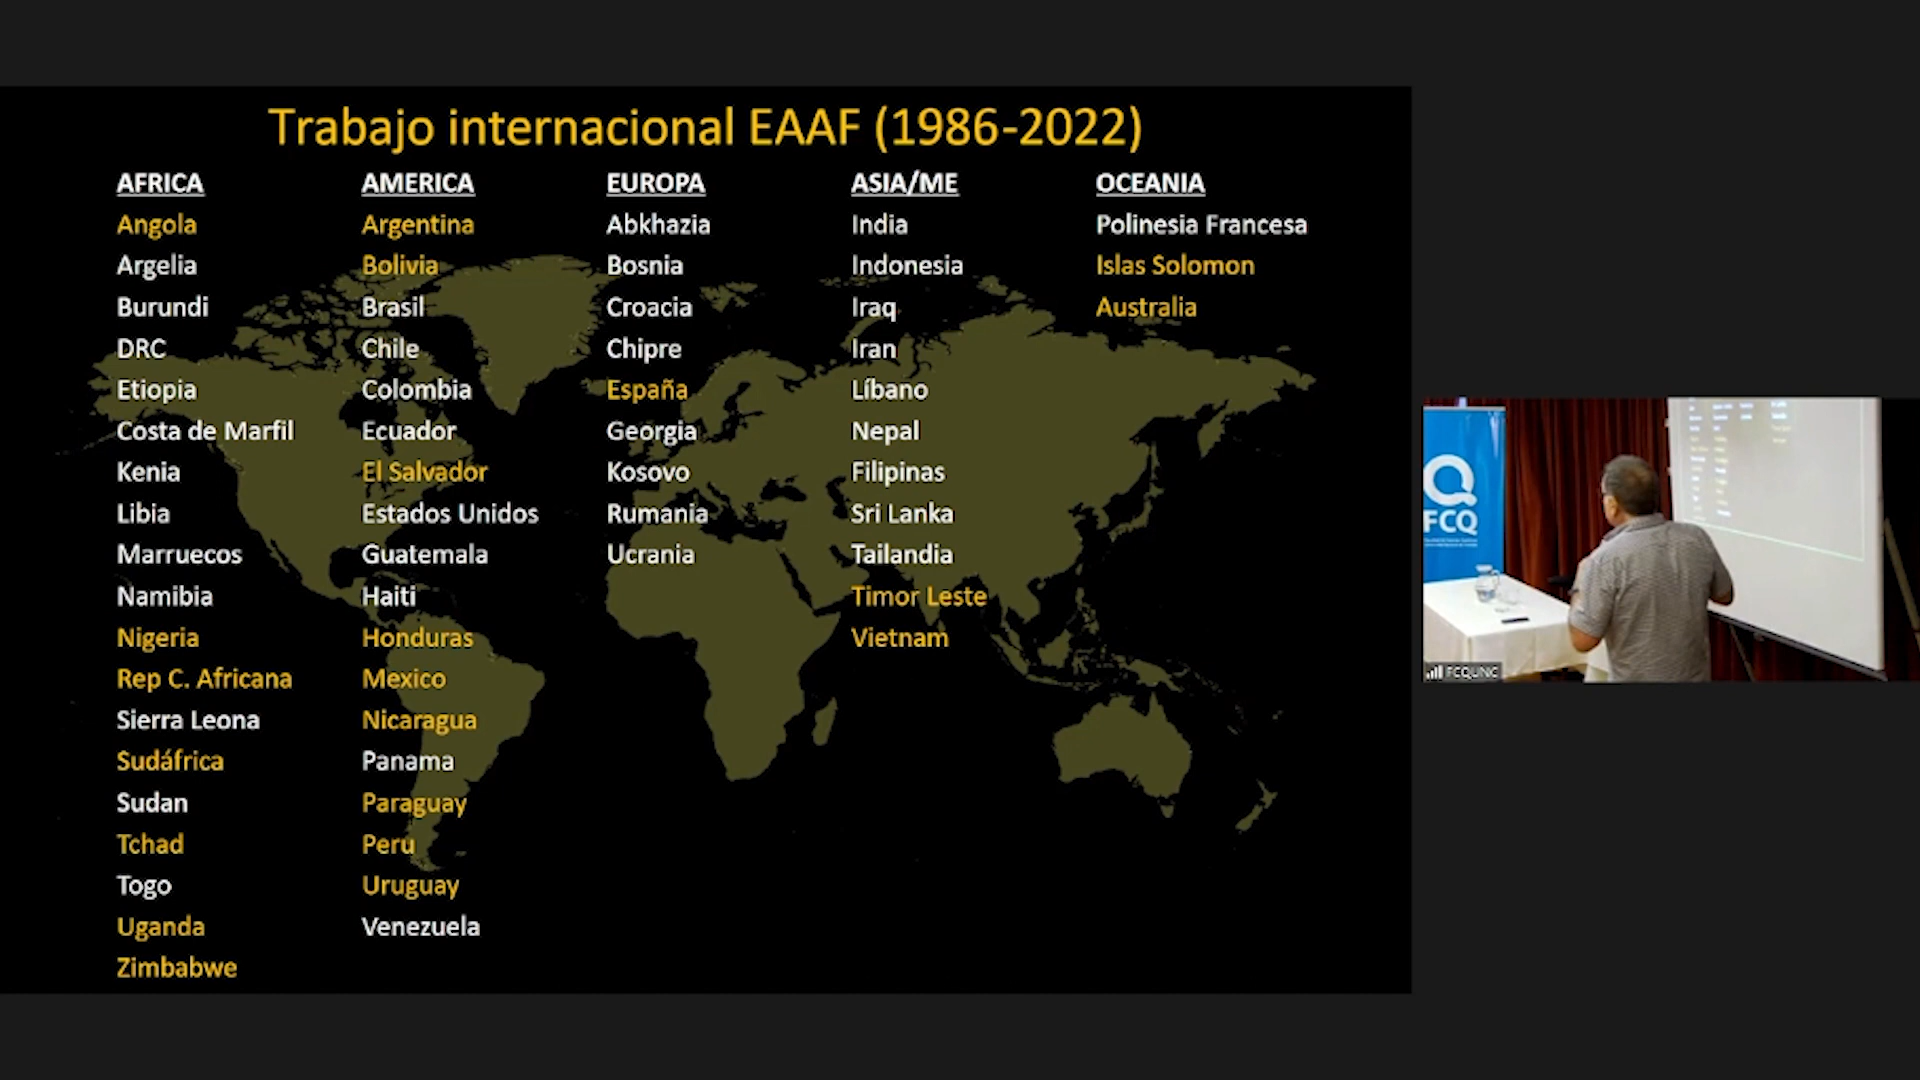 Trabajo internacional EAAF (1986-2022)
AFRICA
Angola
Argelia
Burundi
DRC
Etiopia
Costa de Marfil
Kenia
Libia
Marruecos
Namibia
Nigeria
Rep C. Africana
Sierra Leona
Sudáfrica
Sudan
Tchad
Togo
Uganda
Zimbabwe
AMERICA
Argentina
Bolivia
Brasil
Chile
Colombia
Ecuador
El Salvador
Estados Unidos
Guatemala
Haiti
Honduras
Mexico
Nicaragua
Panama
Paraguay
Peru
Uruguay
Venezuela
EUROPA
Abkhazia
Bosnia
Croacia
Chipre
España
Georgia
Kosovo
Rumania
Ucrania
ASIA/ME
India
Indonesia
Iraq
Iran
Líbano
Nepal
Filipinas
Sri Lanka
Tailandia
Timor Leste
Vietnam
OCEANIA
Polinesia Francesa
Islas Solomon
Australia
FCQ
FCQUNC